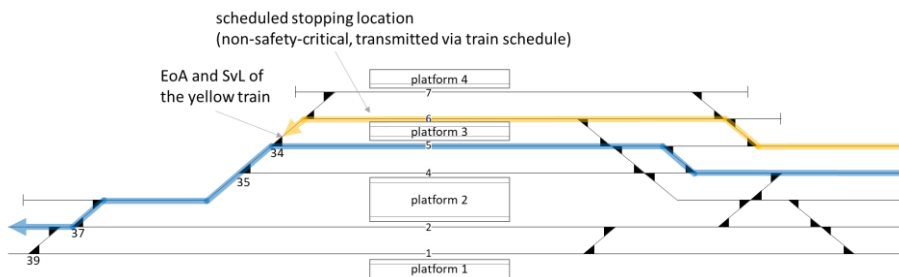 scheduled stopping location
(non-safety-critical, transmitted via train schedule)
EoA and SvL of
the yellow train
platform 4
7
6
platform 3
34
5
35
4
platform 2
37
2
39
1
platform 1